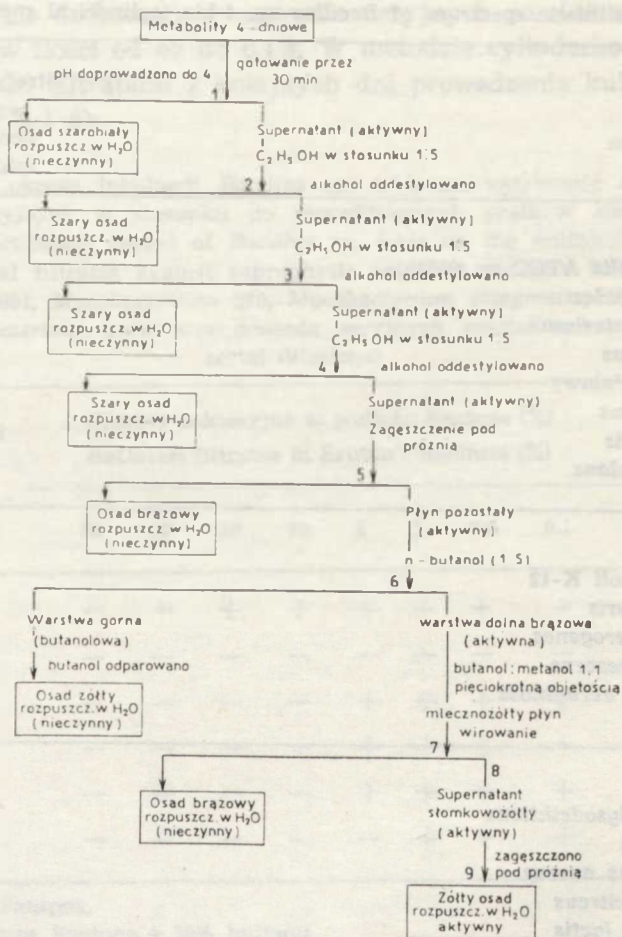 Metabolity 4-dniowe
pH doprowadzono do 4
gotowanie przez
30 min
1
Osad szarobiały
rozpuszcz w H₂O
(nieczynny)
Supernatant (aktywny)
C₂H₅OH w stosunku 1:5
2
alkohol oddestylowano
Szary osad
rozpuszcz. w H₂O
(nieczynny)
Supernatant (aktywny)
C₂H₅OH w stosunku 1:5
3
alkohol oddestylowano
Szary osad
rozpuszcz w H₂O
(nieczynny)
Supernatant (aktywny)
C₂H₅OH w stosunku 1:5
4
alkohol oddestylowano
Szary osad
rozpuszcz w H₂O
(nieczynny)
Supernatant (aktywny)
Zagęszczenie pod
próżnią
5
Osad brązowy
rozpuszcz. w H₂O
(nieczynny)
Płyn pozostały
(aktywny)
n-butanol (1 5)
6
Warstwa gorna
(butanolowa)
butanol odparowano
Osad żółty
rozpuszcz. w H₂O
(nieczynny)
warstwa dolna brązowa
(aktywna)
butanol: metanol 1,1
pięciokrotną objetością
mlecznożółty płyn
wirowanie
7
8
Osad brązowy
rozpuszcz. w H₂O
(nieczynny)
Supernatant
słomkowożółty
(aktywny)
9
zagęszczono
pod próżnią
Żółty osad
rozpuszcz. w H₂O
aktywny